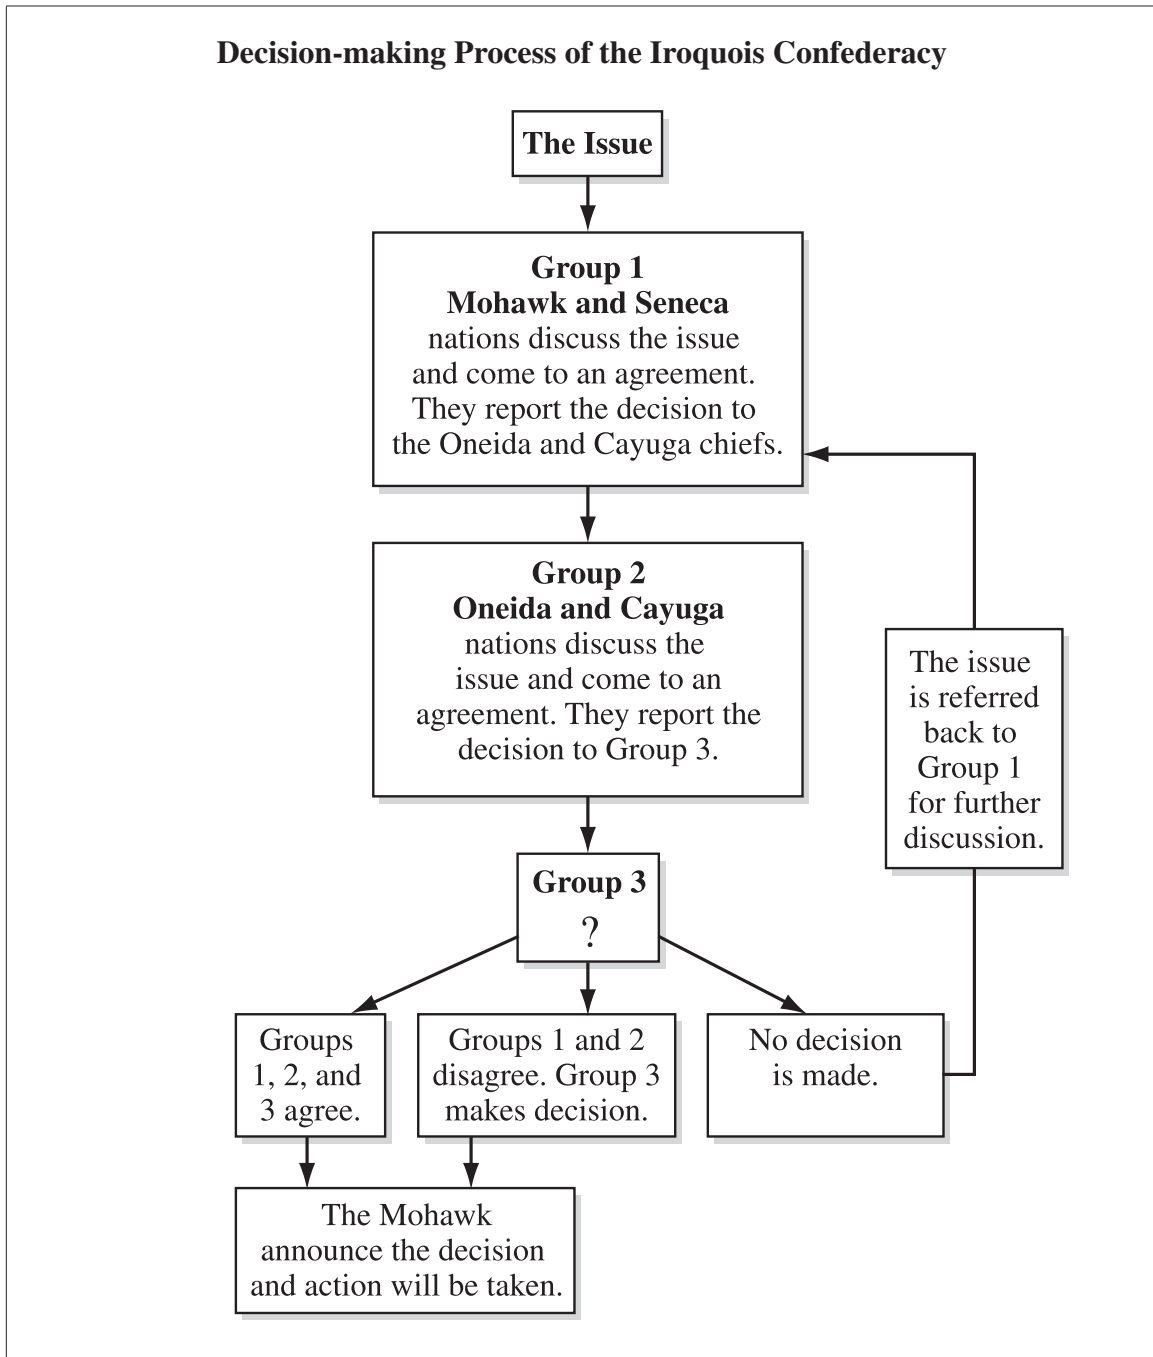 Decision-making Process of the Iroquois Confederacy
The Issue
Group 1
Mohawk and Seneca
nations discuss the issue
and come to an agreement.
They report the decision to
the Oneida and Cayuga chiefs.
Group 2
Oneida and Cayuga
nations discuss the
issue and come to an
agreement. They report the
decision to Group 3.
The issue
is referred
back to
Group 1
for further
discussion.
Group 3
?
Groups
1, 2, and
3 agree.
Groups 1 and 2
disagree. Group 3
makes decision.
No decision
is made.
The Mohawk
announce the decision
and action will be taken.